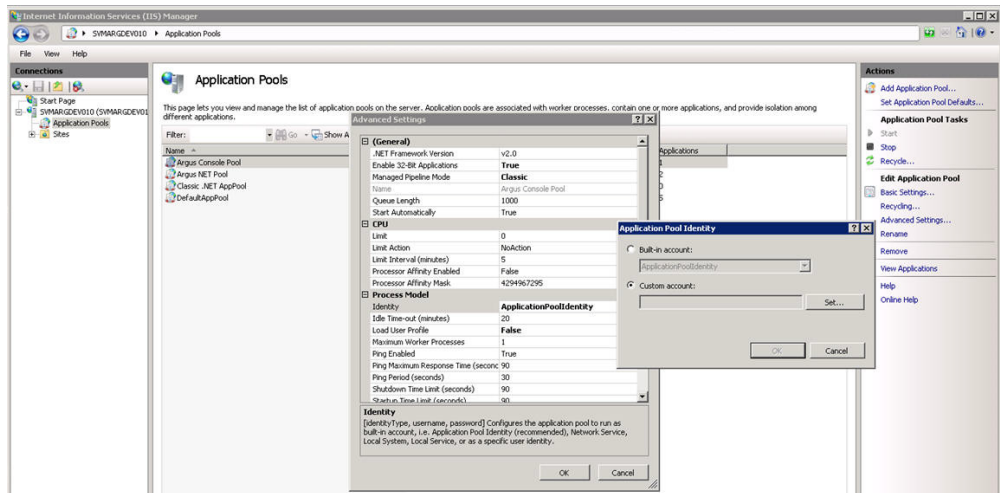 Internet Information Services (IIS) Manager
SVMARGDEV010
Application Pools
File View Help
Connections
Start Page
SVMARGDEV010 (SVMARGDEV01
Application Pools
Sites
Application Pools
This page lets you view and manage the list of application pools on the server. Application pools are associated with worker processes, contain one or more applications, and provide isolation among
different applications.
Filter: Go Show A
Name Applications
Argus Console Pool 1
Argus NET Pool 2
Classic .NET AppPool 0
DefaultAppPool 5
Advanced Settings
(General)
.NET Framework Version v2.0
Enable 32-Bit Applications True
Managed Pipeline Mode Classic
Name Argus Console Pool
Queue Length 1000
Start Automatically True
CPU
Limit 0
Limit Action NoAction
Limit Interval (minutes) 5
Processor Affinity Enabled False
Processor Affinity Mask 4294967295
Process Model
Identity ApplicationPoolIdentity
Idle Time-out (minutes) 20
Load User Profile False
Maximum Worker Processes 1
Ping Enabled True
Ping Maximum Response Time (seconc 90
Ping Period (seconds) 30
Shutdown Time Limit (seconds) 90
Startup Time Limit (seconds) 90
Identity
[identityType, username, password] Configures the application pool to run as
built-in account, i.e. Application Pool Identity (recommended), Network Service,
Local System, Local Service, or as a specific user identity.
OK Cancel
Application Pool Identity
Built-in account:
ApplicationPoolIdentity
Custom account:
Set...
OK Cancel
Actions
Add Application Pool...
Set Application Pool Defaults...
Application Pool Tasks
Start
Stop
Recycle...
Edit Application Pool
Basic Settings...
Recycling...
Advanced Settings...
Rename
Remove
View Applications
Help
Online Help